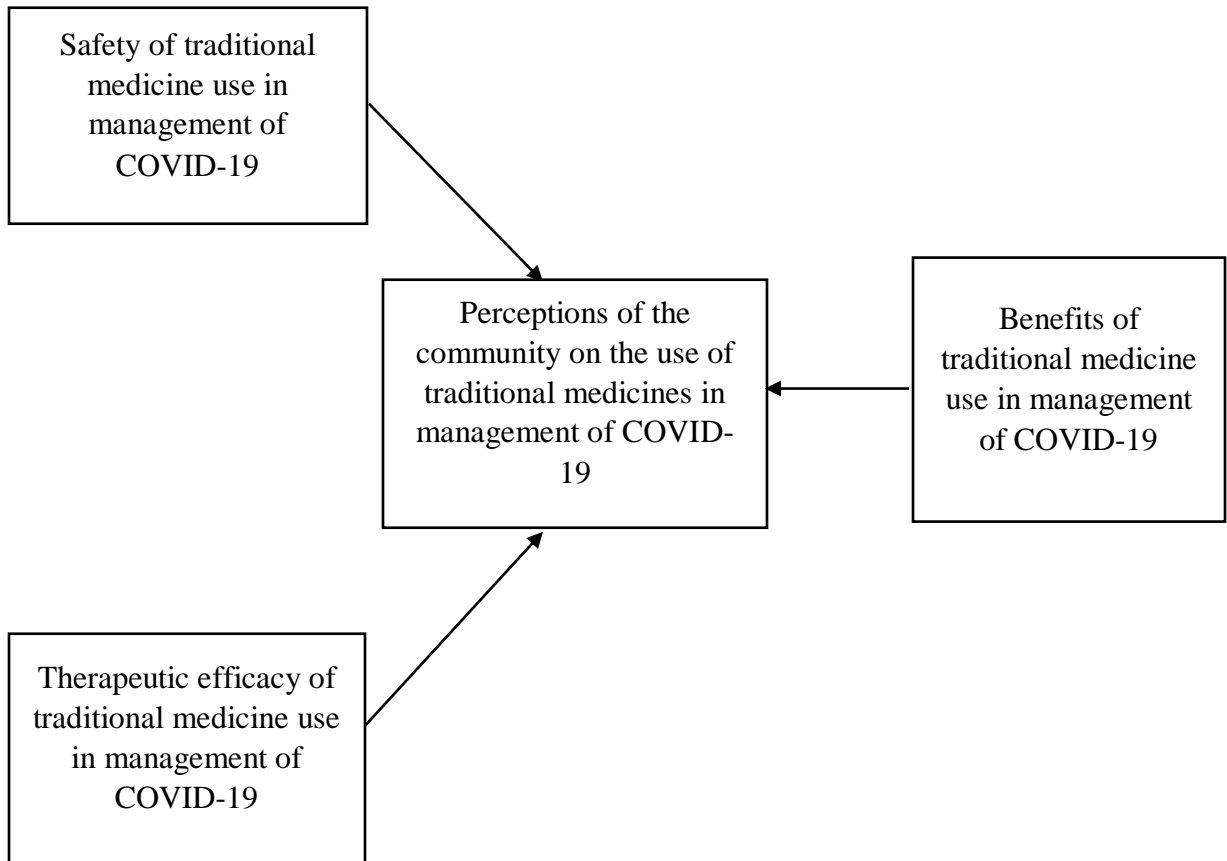 Safety of traditional
medicine use in
management of
COVID-19
Perceptions of the
community on the use of
traditional medicines in
management of COVID-
19
Benefits of
traditional medicine
use in management
of COVID-19
Therapeutic efficacy of
traditional medicine use
in management of
COVID-19